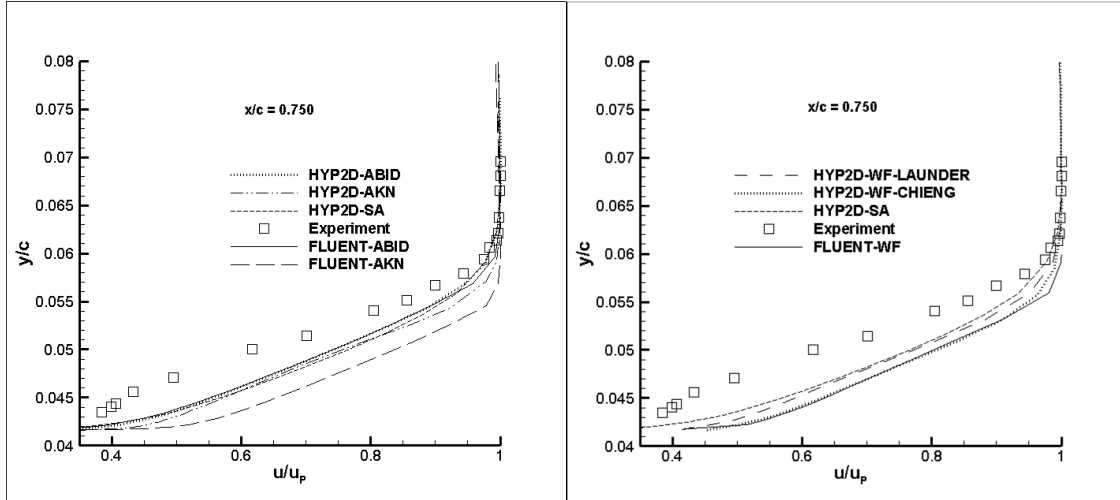 0.08
0.075
0.07
0.065
0.06
0.055
0.05
0.045
0.04
y/c
x/c = 0.750
HYP2D-ABID
HYP2D-AKN
HYP2D-SA
Experiment
FLUENT-ABID
FLUENT-AKN
0.4
0.6
0.8
1
u/uP
0.08
0.075
0.07
0.065
0.06
0.055
0.05
0.045
0.04
y/c
x/c = 0.750
HYP2D-WF-LAUNDER
HYP2D-WF-CHIENG
HYP2D-SA
Experiment
FLUENT-WF
0.4
0.6
0.8
1
u/uP